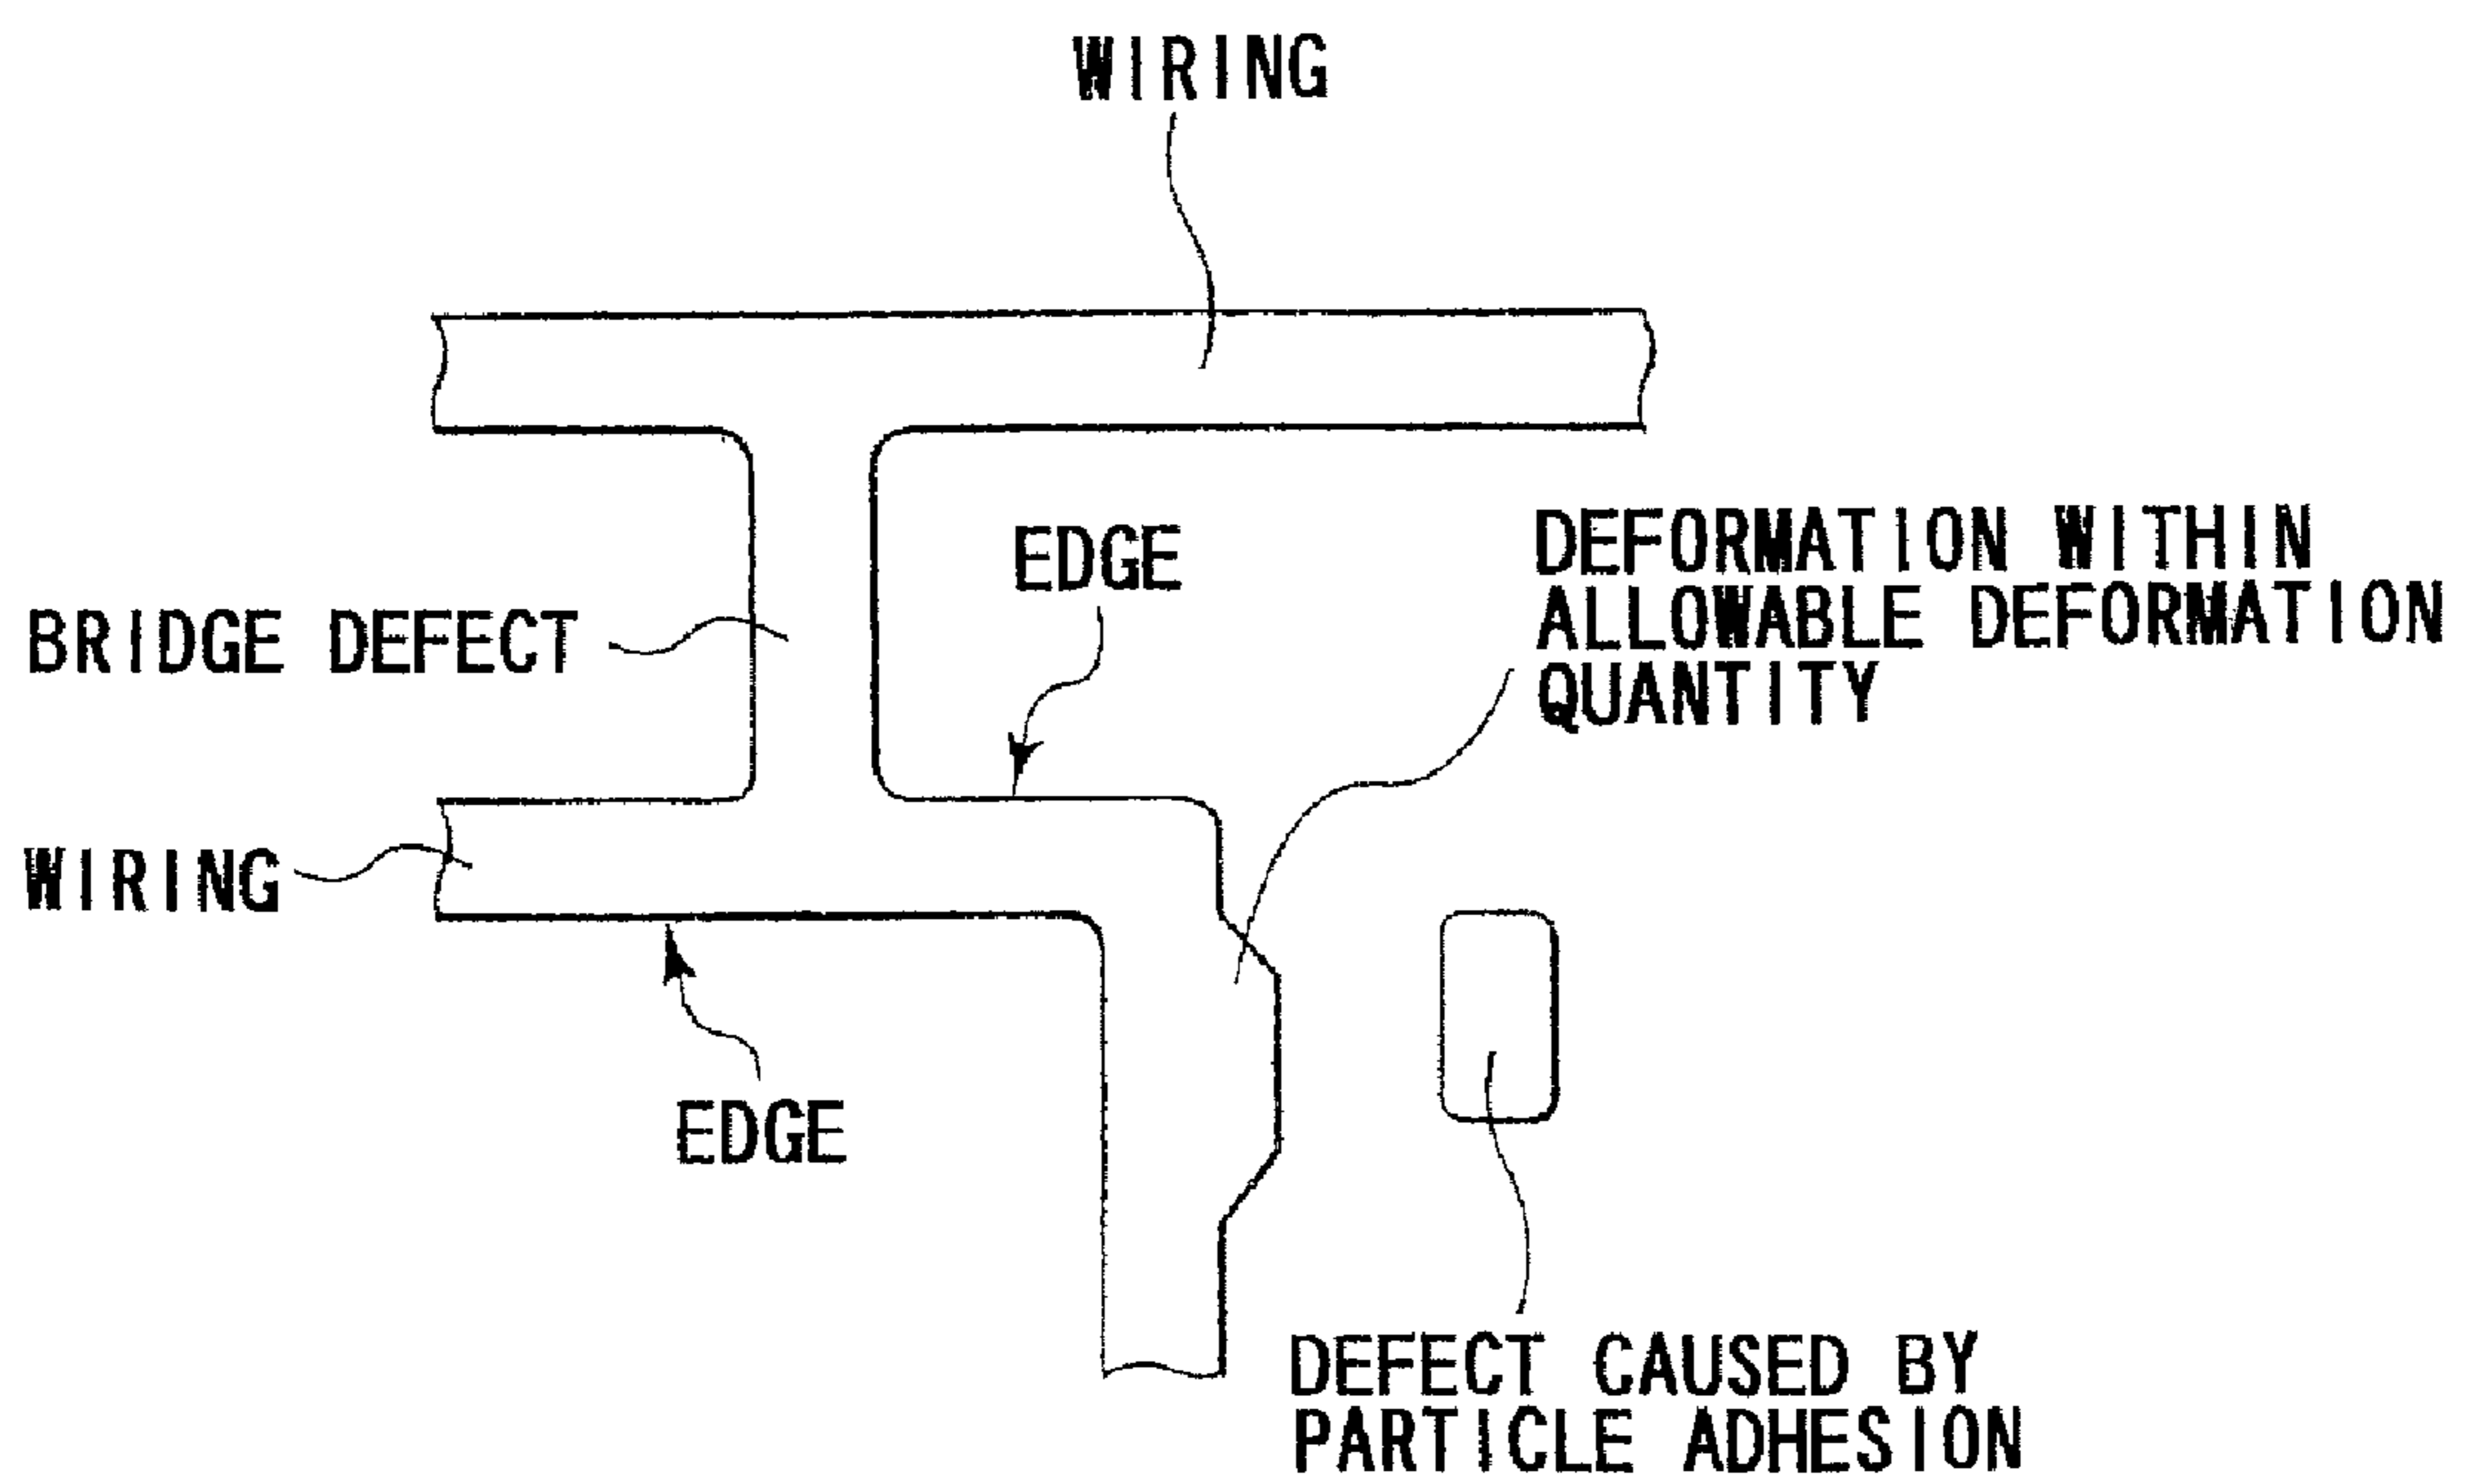 WIRING
EDGE
DEFORMATION WITHIN
ALLOWABLE DEFORMATION
QUANTITY
BRIDGE DEFECT
WIRING
EDGE
DEFECT CAUSED BY
PARTICLE ADHESION